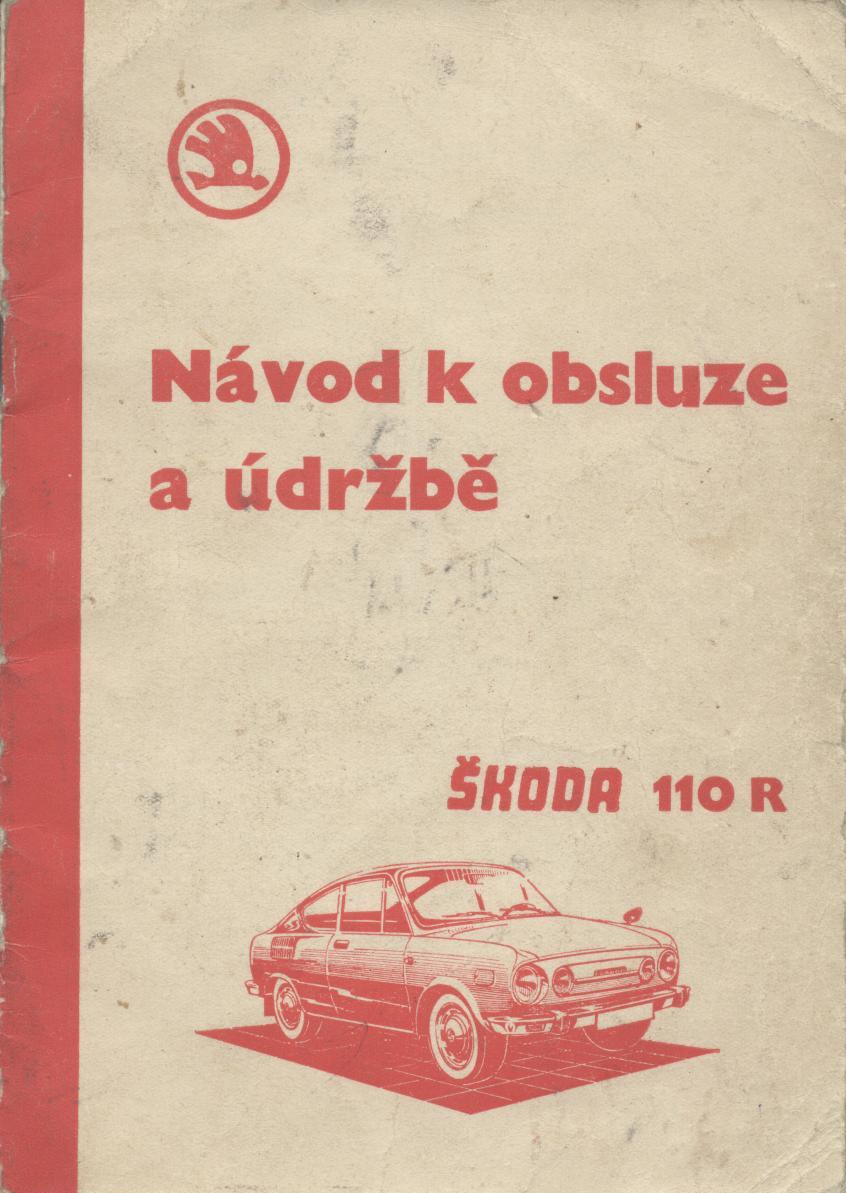 Návod k obsluze
a údržbě
ŠKODA 110 R